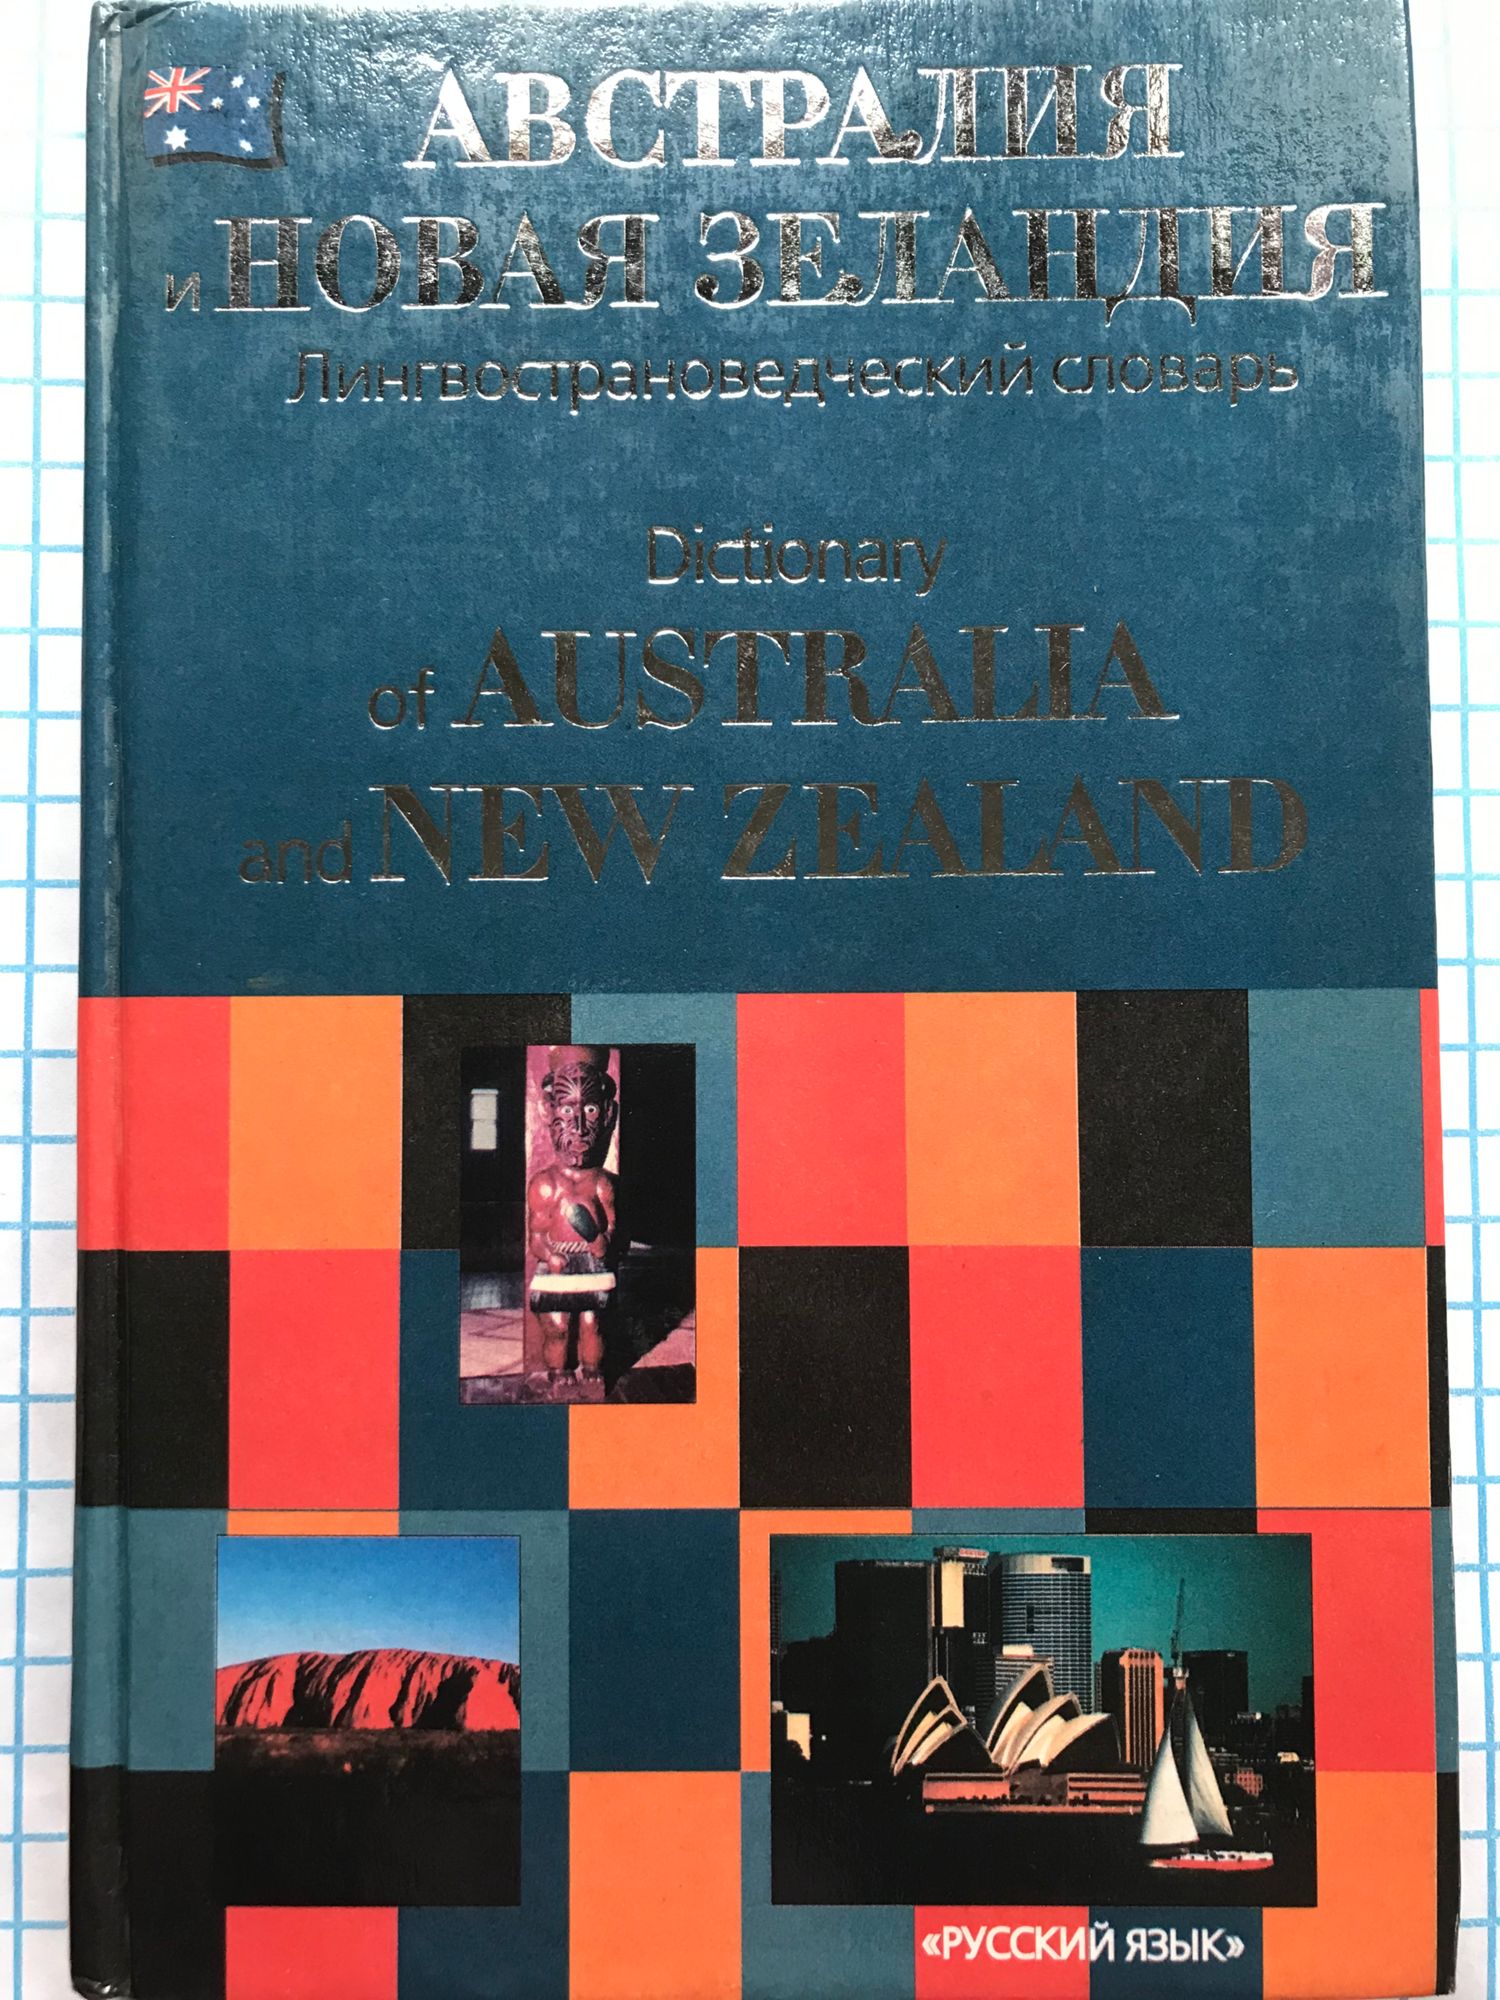 АВСТРАЛИЯ
и НОВАЯ ЗЕЛАНДИЯ
Лингвострановедческий словарь
Dictionary
of AUSTRALIA
and NEW ZEALAND
«РУССКИЙ ЯЗЫК»